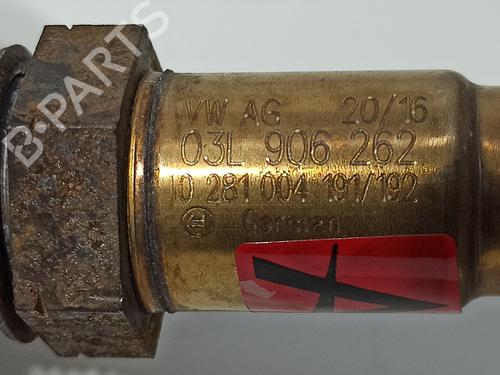 B-PARTS
VW AG 20/16
03L 906 262
0 281 004 191/192
Germany